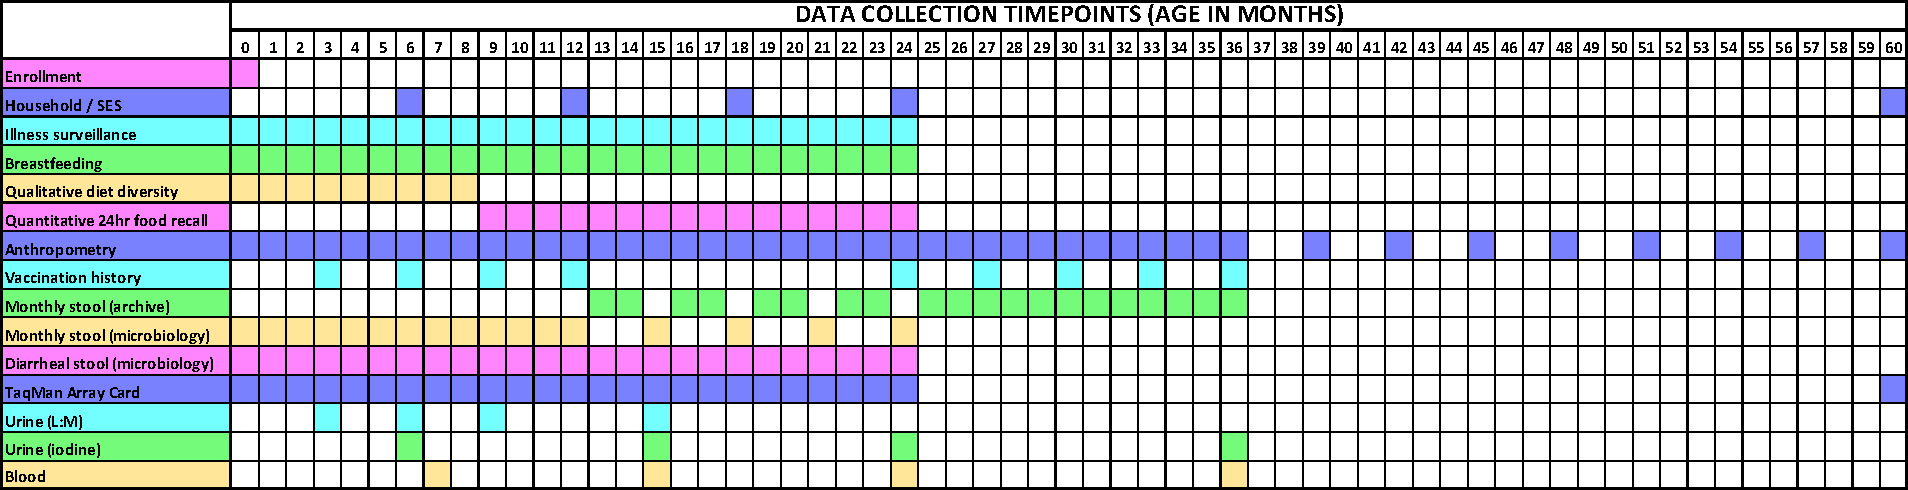 DATA COLLECTION TIMEPOINTS (AGE IN MONTHS)
0 1 2 3 4 5 6 7 8 9 10 11 12 13 14 15 16 17 18 19 20 21 22 23 24 25 26 27 28 29 30 31 32 33 34 35 36 37 38 39 40 41 42 43 44 45 46 47 48 49 50 51 52 53 54 55 56 57 58 59 60
Enrollment
Household / SES
Illness surveillance
Breastfeeding
Qualitative diet diversity
Quantitative 24hr food recall
Anthropometry
Vaccination history
Monthly stool (archive)
Monthly stool (microbiology)
Diarrheal stool (microbiology)
TaqMan Array Card
Urine (L:M)
Urine (iodine)
Blood